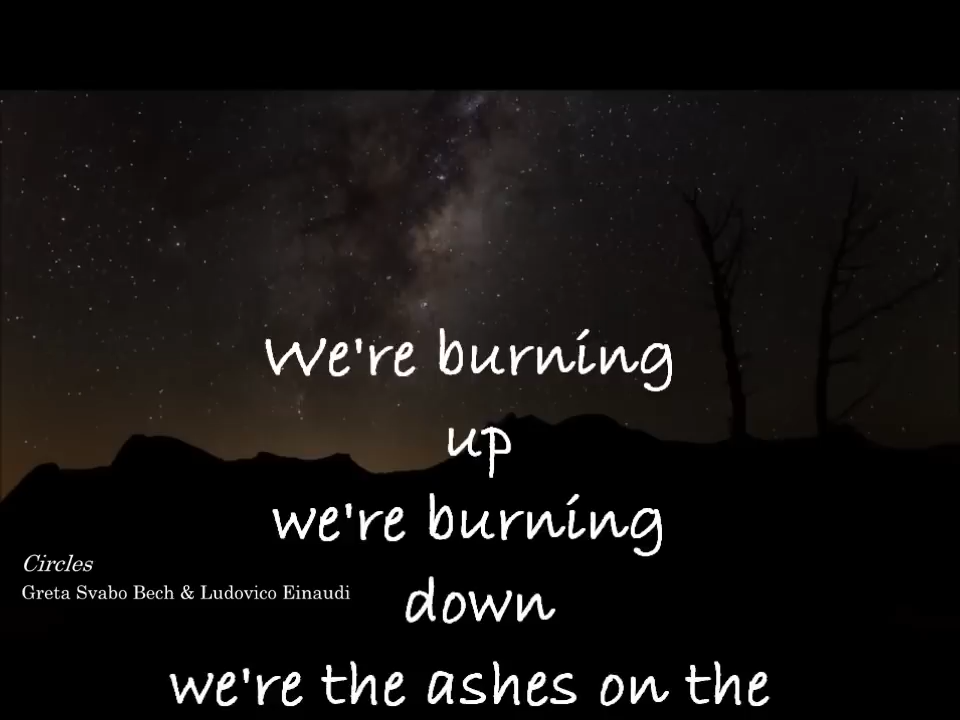 We're burning
up
we're burning
down
Circles
Greta Svabo Bech & Ludovico Einaudi
we're the ashes on the